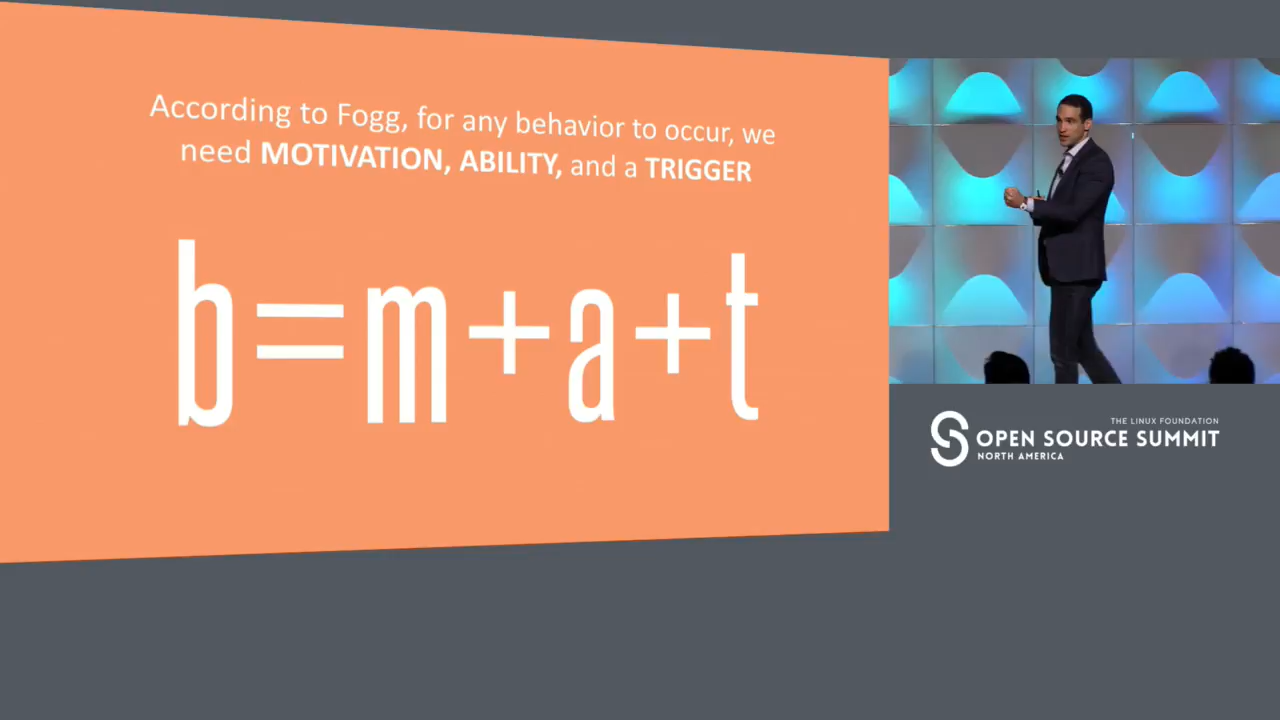 According to Fogg, for any behavior to occur, we
need MOTIVATION, ABILITY, and a TRIGGER
b=m+a+t
THE LINUX FOUNDATION
OPEN SOURCE SUMMIT
NORTH AMERICA